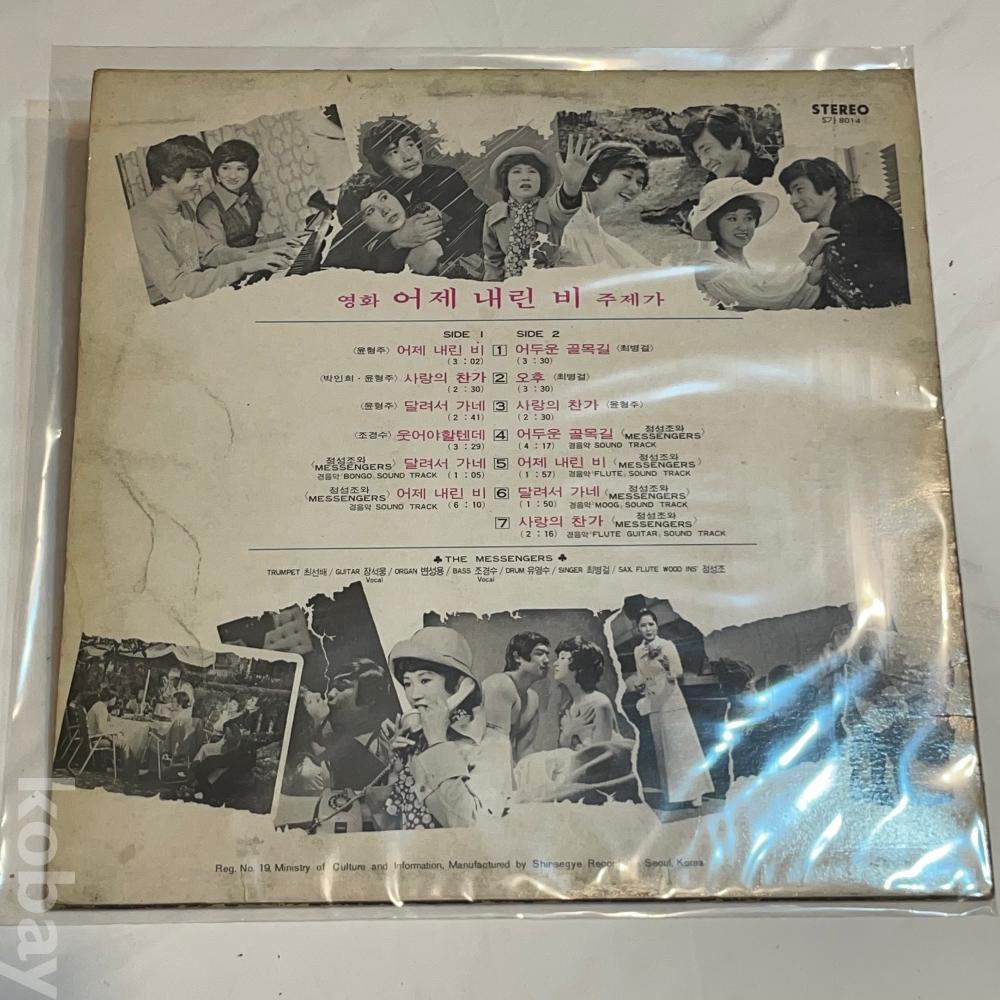 STEREO
S가 8014
영화 어제 내린 비 주제가
SIDE 1 SIDE 2
〈윤형주〉 어제 내린 비 1 어두운 골목길 〈최병걸〉
(3 : 02) (3 : 30)
〈박인희·윤형주〉 사랑의 찬가 2 오후 〈최병걸〉
(2 : 30) (3 : 30)
〈윤형주〉 달려서 가네 3 사랑의 찬가 〈윤형주〉
(2 : 41) (2 : 30)
〈조경수〉 웃어야할텐데 4 어두운 골목길 〈정성조와 MESSENGERS〉
(3 : 29) (4 : 17) 경음악 SOUND TRACK
〈정성조와 MESSENGERS〉 달려서 가네 5 어제 내린 비 〈정성조와 MESSENGERS〉
경음악 "BONGO" SOUND TRACK (1 : 05) (1 : 57) 경음악 "FLUTE" SOUND TRACK
〈정성조와 MESSENGERS〉 어제 내린 비 6 달려서 가네 〈정성조와 MESSENGERS〉
경음악 SOUND TRACK (6 : 10) (1 : 50) 경음악 "MOOG" SOUND TRACK
7 사랑의 찬가 〈정성조와 MESSENGERS〉
(2 : 16) 경음악 "FLUTE GUITAR" SOUND TRACK
♣ THE MESSENGERS ♣
TRUMPET 최선배 / GUITAR 장석웅 / ORGAN 변성용 / BASS 조경수 / DRUM 유영수 / SINGER 최병걸 / SAX. FLUTE WOOD INS' 정성조
Vocal Vocal
Reg. No. 19, Ministry of Culture and Information, Manufactured by Shinsegye Seoul, Korea
kobay